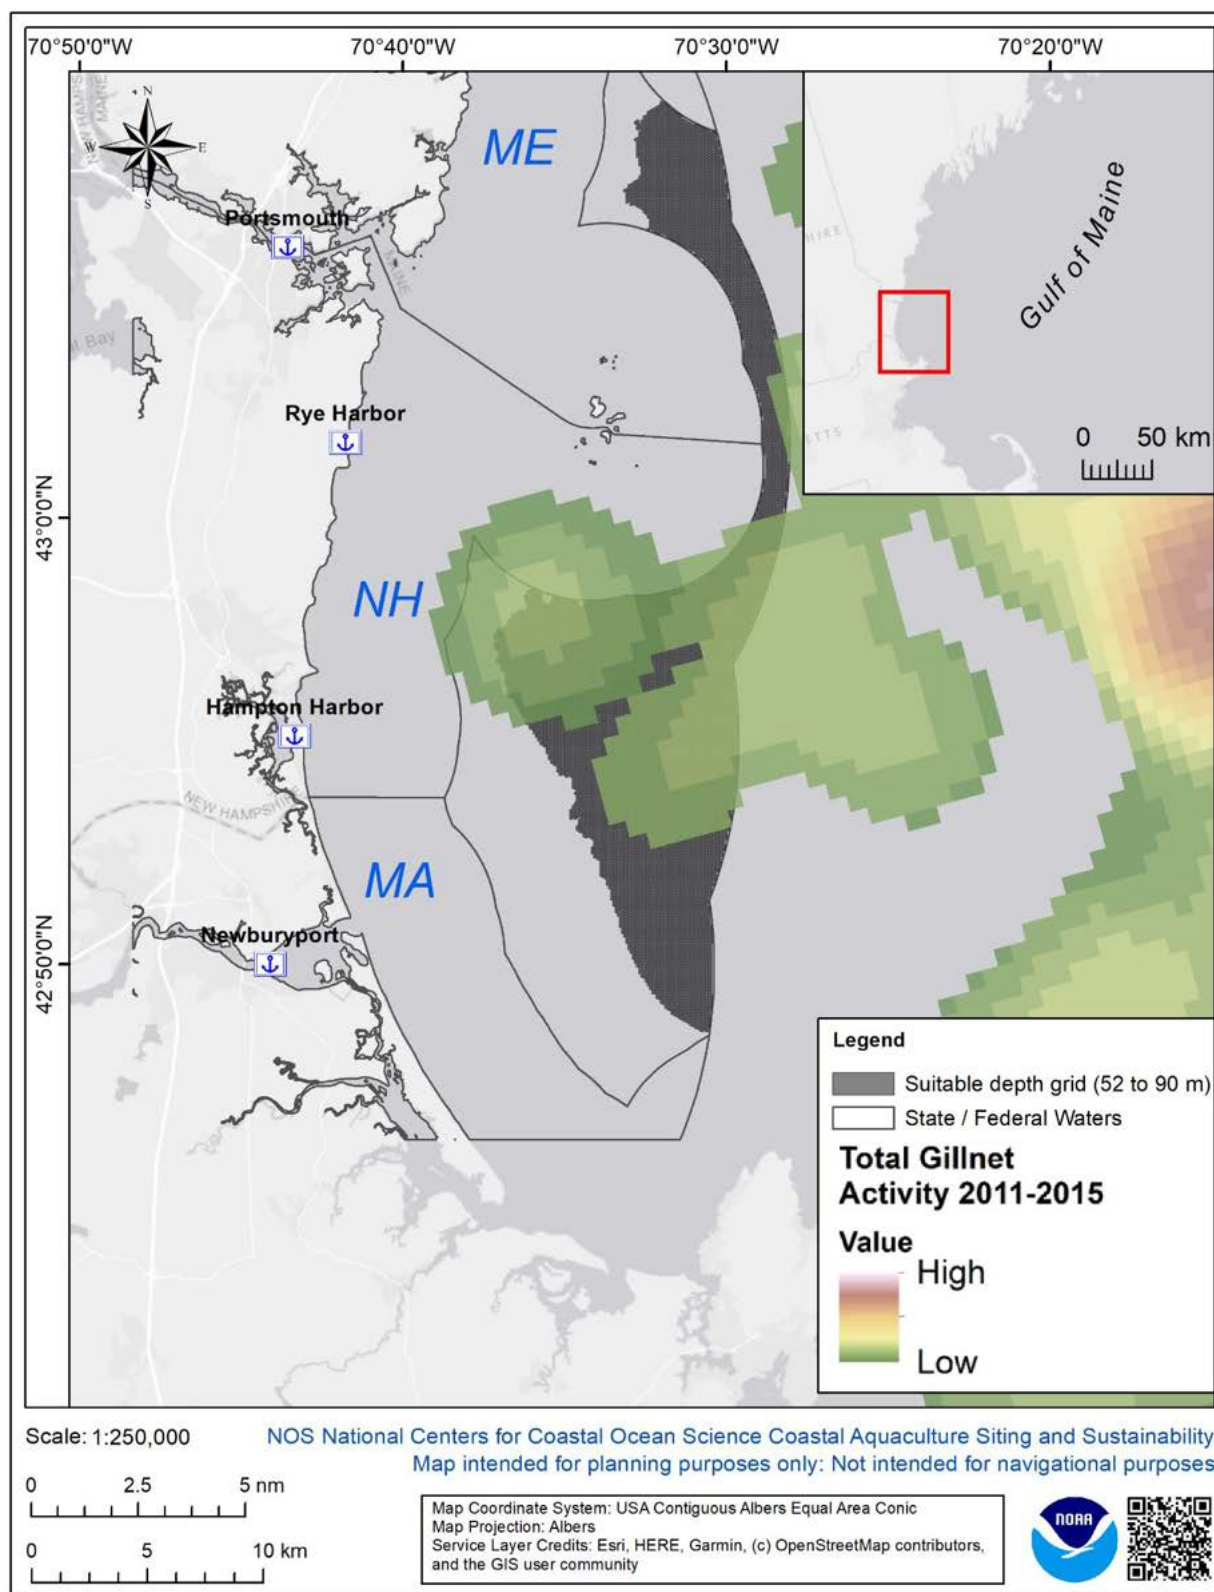 70°50'0"W 70°40'0"W 70°30'0"W 70°20'0"W
N
W E
S
MAINE
ME
Portsmouth
MAINE
HIRE
Gulf of Maine
Bay
Rye Harbor
ETTS
0 50 km
43°0'0"N
NH
Hampton Harbor
NEW HAMPSHIRE
MA
Newburyport
42°50'0"N
Legend
Suitable depth grid (52 to 90 m)
State / Federal Waters
Total Gillnet
Activity 2011-2015
Value
High
Low
Scale: 1:250,000
NOS National Centers for Coastal Ocean Science Coastal Aquaculture Siting and Sustainability
Map intended for planning purposes only: Not intended for navigational purposes
0 2.5 5 nm
0 5 10 km
Map Coordinate System: USA Contiguous Albers Equal Area Conic
Map Projection: Albers
Service Layer Credits: Esri, HERE, Garmin, (c) OpenStreetMap contributors,
and the GIS user community
NOAA